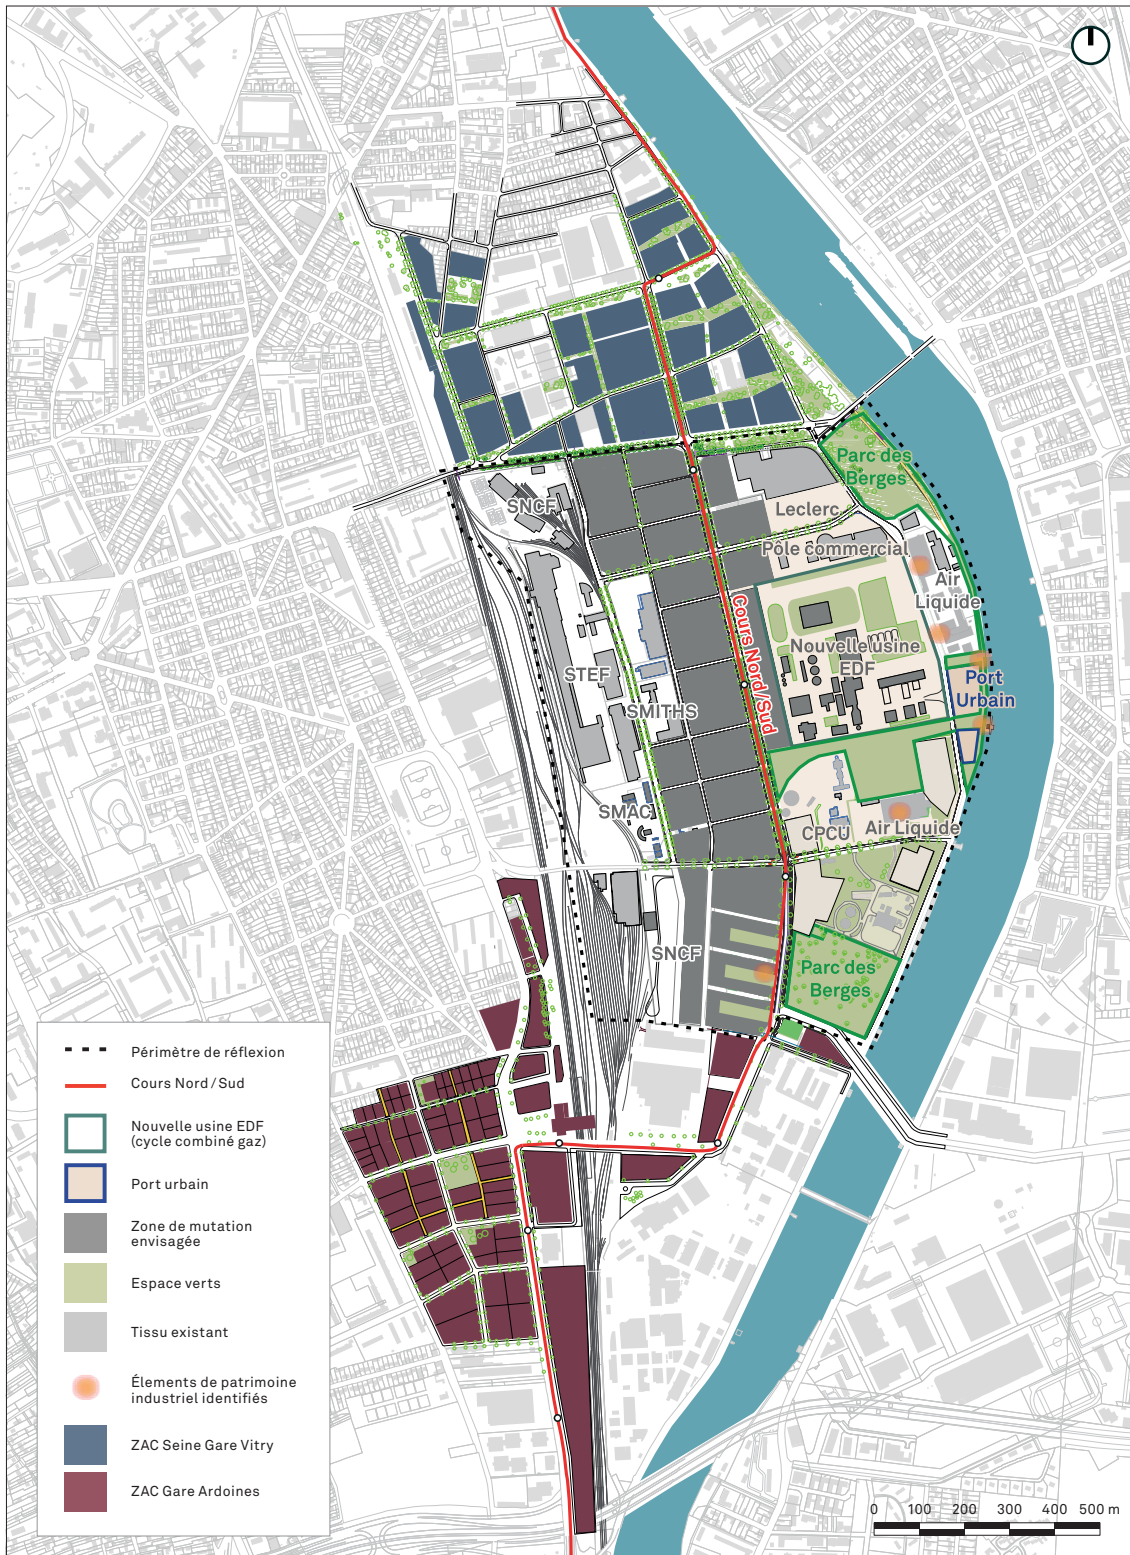 Parc des
Berges
SNCF
Leclerc
Pôle commercial
Air
Liquide
Cours Nord/Sud
Nouvelle usine
EDF
STEF
Port
Urbain
SMITHS
SMAC
CPCU
Air Liquide
SNCF
Parc des
Berges
Périmètre de réflexion
Cours Nord/Sud
Nouvelle usine EDF
(cycle combiné gaz)
Port urbain
Zone de mutation
envisagée
Espace verts
Tissu existant
Élements de patrimoine
industriel identifiés
ZAC Seine Gare Vitry
ZAC Gare Ardoines
0 100 200 300 400 500 m